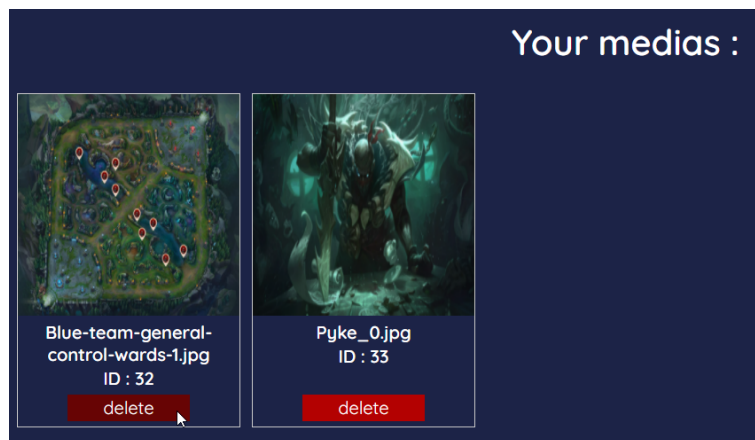 Your medias :
Blue-team-general-
control-wards-1.jpg
ID : 32
delete
Pyke_0.jpg
ID : 33
delete